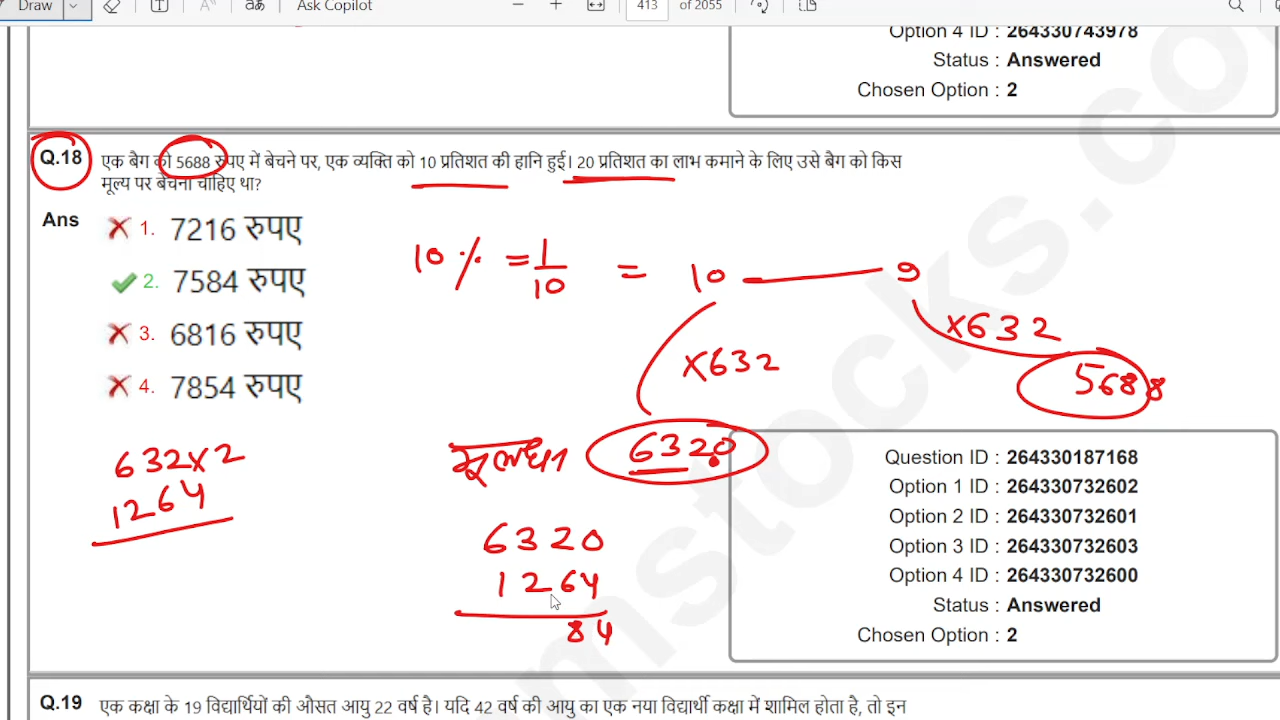 Draw
Ask Copilot
413 of 2055
Option 4 ID : 264330743978
Status : Answered
Chosen Option : 2
Q.18 एक बैग को 5688 रुपए में बेचने पर, एक व्यक्ति को 10 प्रतिशत की हानि हुई। 20 प्रतिशत का लाभ कमाने के लिए उसे बैग को किस
मूल्य पर बेचना चाहिए था?
Ans
1. 7216 रुपए
2. 7584 रुपए
3. 6816 रुपए
4. 7854 रुपए
10 % = 1/10 = 10 — 9
×632
×632
5688
मूलधन 6320
632×2
1264
6320
1264
84
Question ID : 264330187168
Option 1 ID : 264330732602
Option 2 ID : 264330732601
Option 3 ID : 264330732603
Option 4 ID : 264330732600
Status : Answered
Chosen Option : 2
Q.19 एक कक्षा के 19 विद्यार्थियों की औसत आयु 22 वर्ष है। यदि 42 वर्ष की आयु का एक नया विद्यार्थी कक्षा में शामिल होता है, तो इन